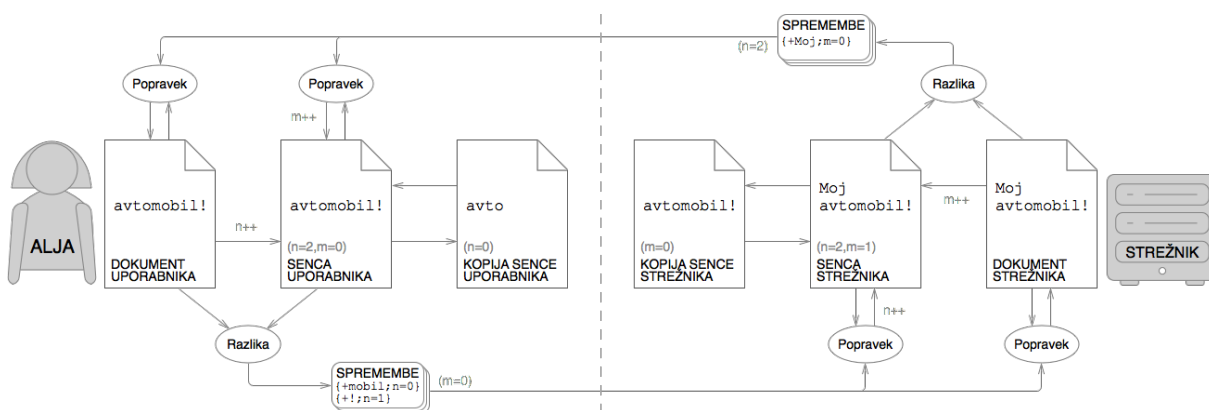 SPREMEMBE
{+Moj;m=0}
(n=2)
Popravek
Popravek
Razlika
m++
avtomobil!
DOKUMENT
UPORABNIKA
n++
avtomobil!
(n=2,m=0)
SENCA
UPORABNIKA
avto
(n=0)
KOPIJA SENCE
UPORABNIKA
avtomobil!
(m=0)
KOPIJA SENCE
STREŽNIKA
Moj
avtomobil!
(n=2,m=1)
SENCA
STREŽNIKA
m++
Moj
avtomobil!
DOKUMENT
STREŽNIKA
ALJA
STREŽNIK
n++
Razlika
Popravek
Popravek
SPREMEMBE
{+mobil;n=0}
{+!;n=1}
(m=0)